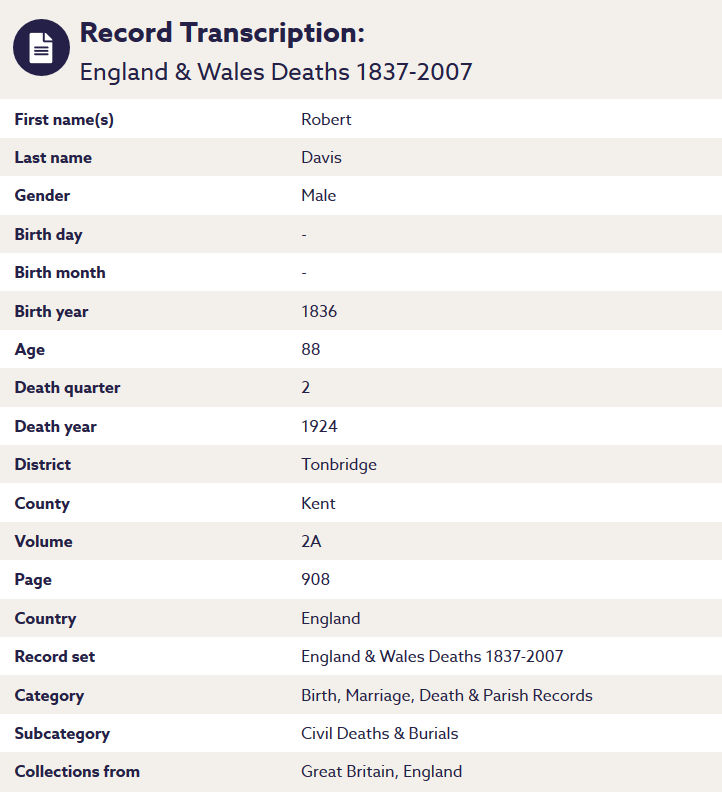 Record Transcription:
England & Wales Deaths 1837-2007
First name(s) Robert
Last name Davis
Gender Male
Birth day -
Birth month -
Birth year 1836
Age 88
Death quarter 2
Death year 1924
District Tonbridge
County Kent
Volume 2A
Page 908
Country England
Record set England & Wales Deaths 1837-2007
Category Birth, Marriage, Death & Parish Records
Subcategory Civil Deaths & Burials
Collections from Great Britain, England